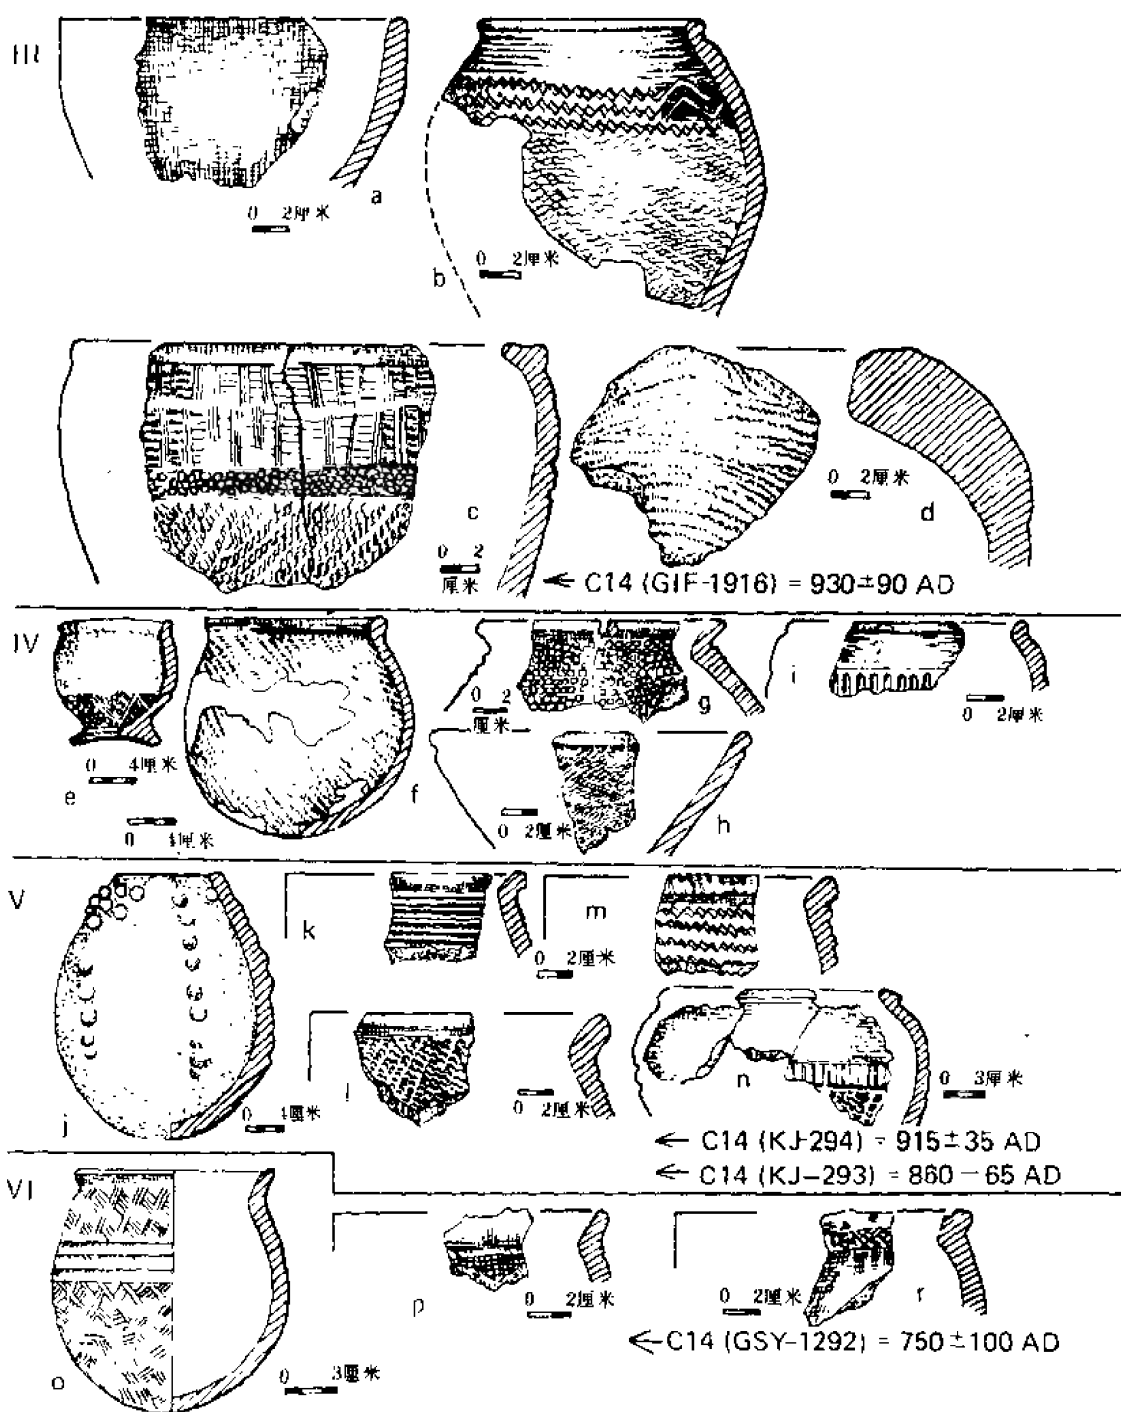 III
a
0 2厘米
b
0 2厘米
c
0 2
厘米
0 2厘米
d
← C14 (GIF-1916) = 930±90 AD
IV
e
0 4厘米
f
0 4厘米
0 2
厘米
g
i
0 2厘米
0 2厘米
h
V
j
0 4厘米
k
0 2厘米
m
l
0 2厘米
n
0 3厘米
← C14 (KJ-294) = 915±35 AD
← C14 (KJ-293) = 860-65 AD
VI
o
0 3厘米
p
0 2厘米
0 2厘米
r
← C14 (GSY-1292) = 750±100 AD